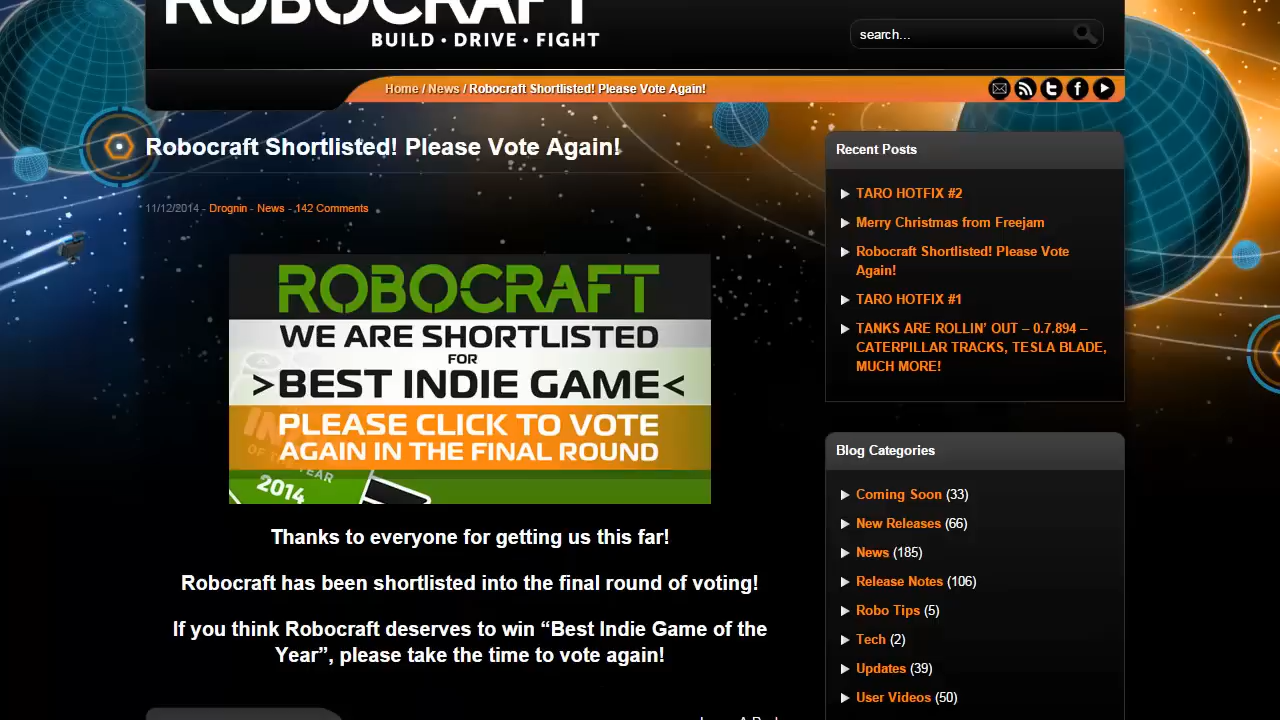 ROBOCRAFT
BUILD · DRIVE · FIGHT
search...
Home / News / Robocraft Shortlisted! Please Vote Again!
Robocraft Shortlisted! Please Vote Again!
11/12/2014 - Drognin - News - 142 Comments
ROBOCRAFT
WE ARE SHORTLISTED
FOR
>BEST INDIE GAME<
PLEASE CLICK TO VOTE
AGAIN IN THE FINAL ROUND
OF THE YEAR
2014
Thanks to everyone for getting us this far!
Robocraft has been shortlisted into the final round of voting!
If you think Robocraft deserves to win “Best Indie Game of the
Year”, please take the time to vote again!
Recent Posts
TARO HOTFIX #2
Merry Christmas from Freejam
Robocraft Shortlisted! Please Vote
Again!
TARO HOTFIX #1
TANKS ARE ROLLIN’ OUT – 0.7.894 –
CATERPILLAR TRACKS, TESLA BLADE,
MUCH MORE!
Blog Categories
Coming Soon (33)
New Releases (66)
News (185)
Release Notes (106)
Robo Tips (5)
Tech (2)
Updates (39)
User Videos (50)